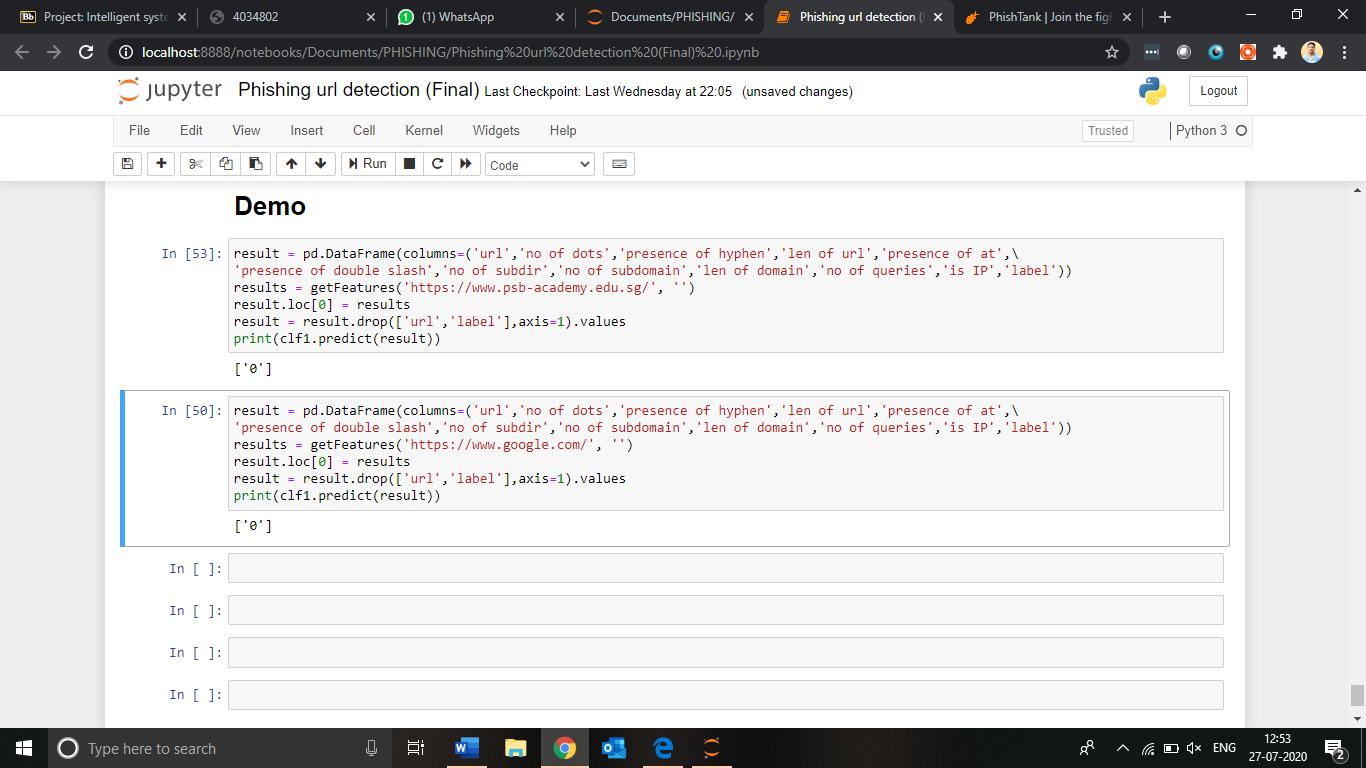 Bb Project: Intelligent syste
4034802
(1) WhatsApp
Documents/PHISHING/
Phishing url detection (
PhishTank | Join the figh
localhost:8888/notebooks/Documents/PHISHING/Phishing%20url%20detection%20(Final)%20.ipynb
jupyter Phishing url detection (Final) Last Checkpoint: Last Wednesday at 22:05 (unsaved changes)
Logout
File Edit View Insert Cell Kernel Widgets Help
Trusted
Python 3
Run
Code
Demo
In [53]: result = pd.DataFrame(columns=('url','no of dots','presence of hyphen','len of url','presence of at',\
'presence of double slash','no of subdir','no of subdomain','len of domain','no of queries','is IP','label'))
results = getFeatures('https://www.psb-academy.edu.sg/', '')
result.loc[0] = results
result = result.drop(['url','label'],axis=1).values
print(clf1.predict(result))
['0']
In [50]: result = pd.DataFrame(columns=('url','no of dots','presence of hyphen','len of url','presence of at',\
'presence of double slash','no of subdir','no of subdomain','len of domain','no of queries','is IP','label'))
results = getFeatures('https://www.google.com/', '')
result.loc[0] = results
result = result.drop(['url','label'],axis=1).values
print(clf1.predict(result))
['0']
In [ ]:
In [ ]:
In [ ]:
In [ ]:
Type here to search
ENG
12:53
27-07-2020
2